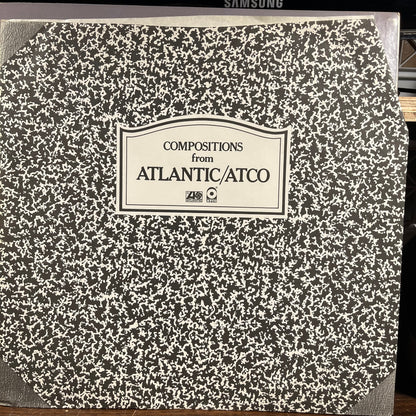 SAMSUNG
COMPOSITIONS
from
ATLANTIC/ATCO